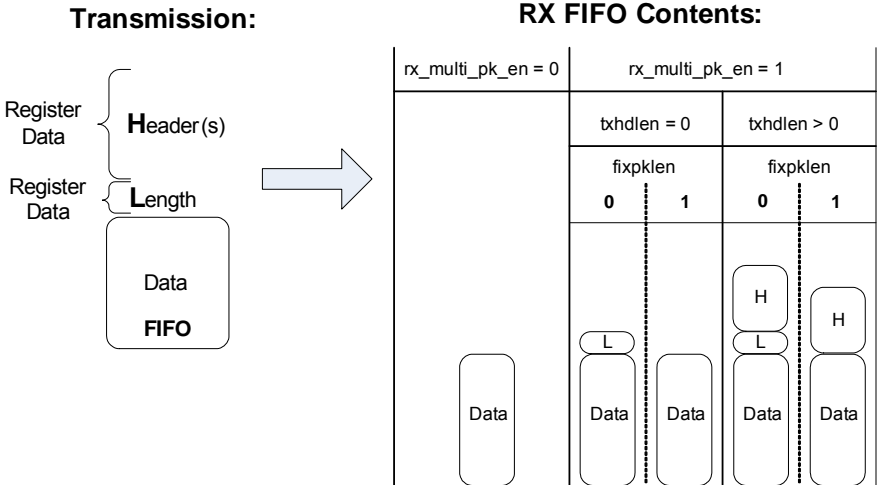 Transmission:
RX FIFO Contents:
Register
Data
Header(s)
Register
Data
Length
Data
FIFO
rx_multi_pk_en = 0
rx_multi_pk_en = 1
txhdlen = 0
txhdlen > 0
fixpklen
fixpklen
0
1
0
1
H
H
L
L
Data
Data
Data
Data
Data